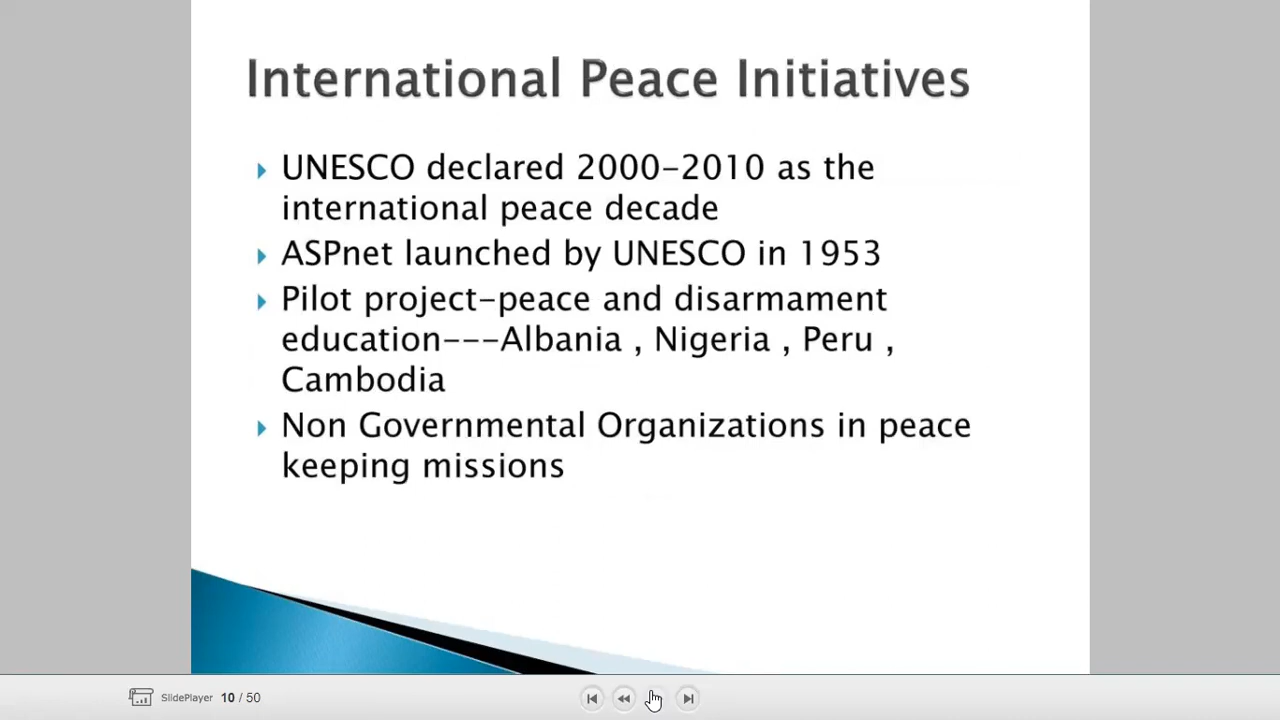 International Peace Initiatives
UNESCO declared 2000-2010 as the
international peace decade
ASPnet launched by UNESCO in 1953
Pilot project-peace and disarmament
education---Albania , Nigeria , Peru ,
Cambodia
Non Governmental Organizations in peace
keeping missions
SlidePlayer 10 / 50